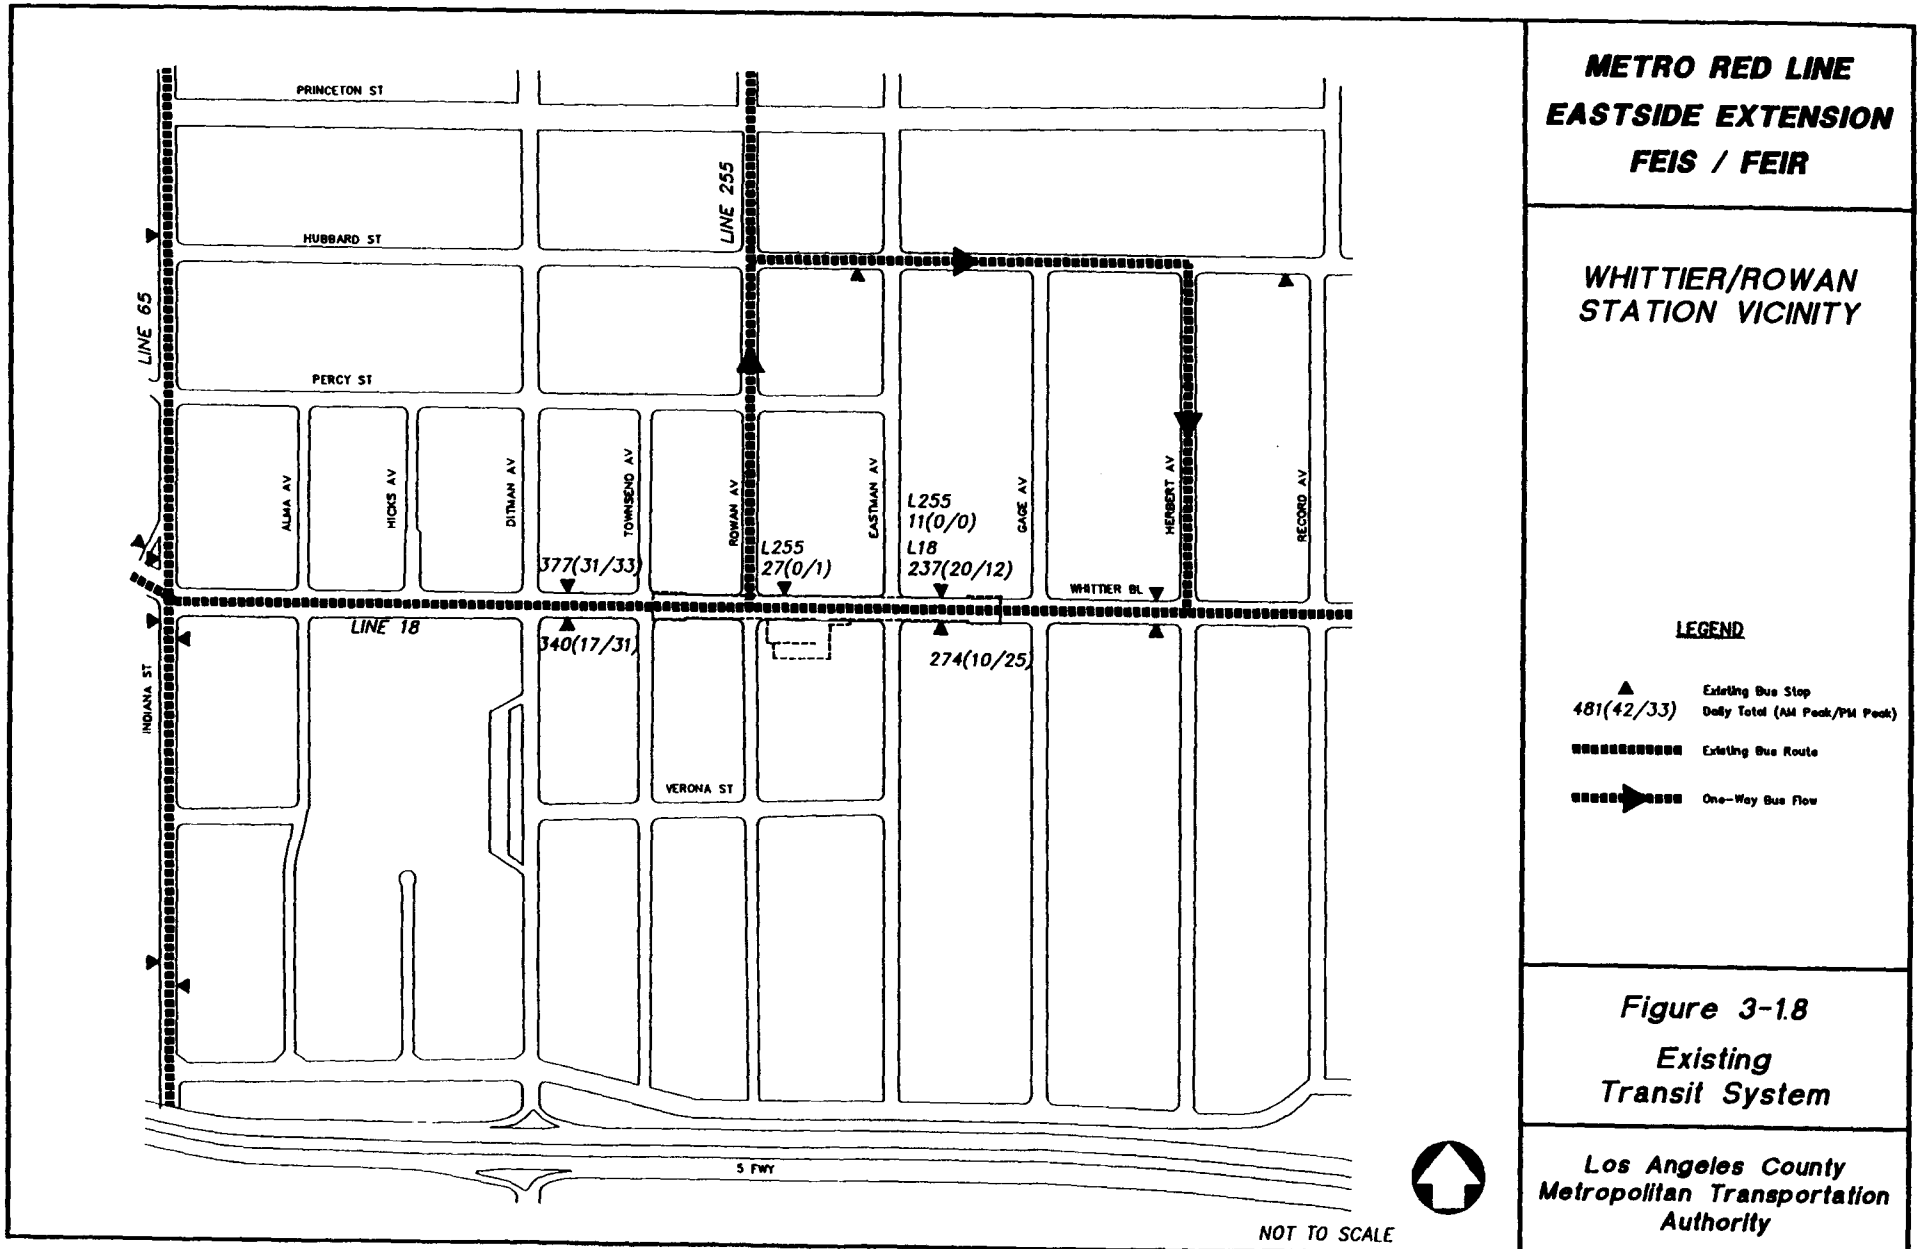 METRO RED LINE
EASTSIDE EXTENSION
FEIS / FEIR
WHITTIER/ROWAN
STATION VICINITY
PRINCETON ST
LINE 255
HUBBARD ST
LINE 65
PERCY ST
ALMA AV
HICKS AV
DITMAN AV
TOWNSEND AV
ROWAN AV
EASTMAN AV
GAGE AV
HERBERT AV
RECORD AV
L255
11(0/0)
L18
237(20/12)
L255
27(0/1)
377(31/33)
WHITTIER BL
LINE 18
340(17/31)
274(10/25)
INDIANA ST
VERONA ST
5 FWY
NOT TO SCALE
LEGEND
Existing Bus Stop
481(42/33) Daily Total (AM Peak/PM Peak)
Existing Bus Route
One-Way Bus Flow
Figure 3-1.8
Existing
Transit System
Los Angeles County
Metropolitan Transportation
Authority